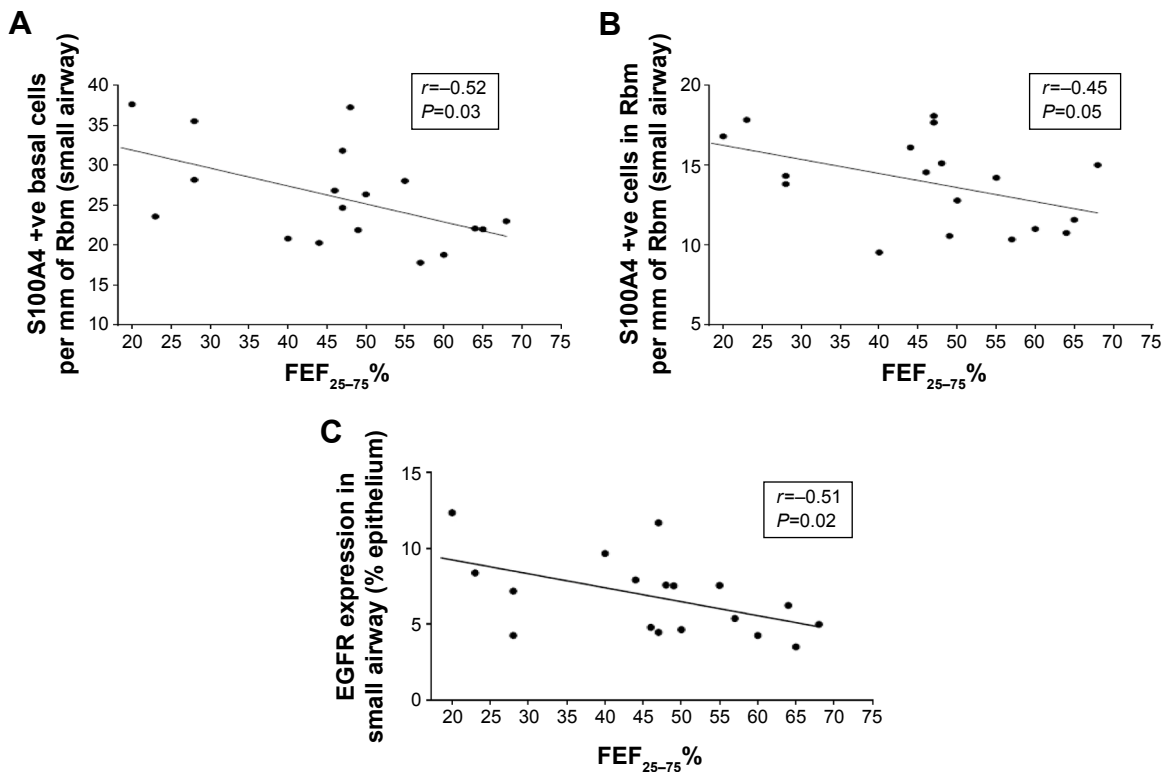 A
S100A4 +ve basal cells
per mm of Rbm (small airway)
40
35
30
25
20
15
10
r=–0.52
P=0.03
20 25 30 35 40 45 50 55 60 65 70 75
FEF25–75%
B
S100A4 +ve cells in Rbm
per mm of Rbm (small airway)
20
15
10
5
r=–0.45
P=0.05
20 25 30 35 40 45 50 55 60 65 70 75
FEF25–75%
C
EGFR expression in
small airway (% epithelium)
15
10
5
0
r=–0.51
P=0.02
20 25 30 35 40 45 50 55 60 65 70 75
FEF25–75%